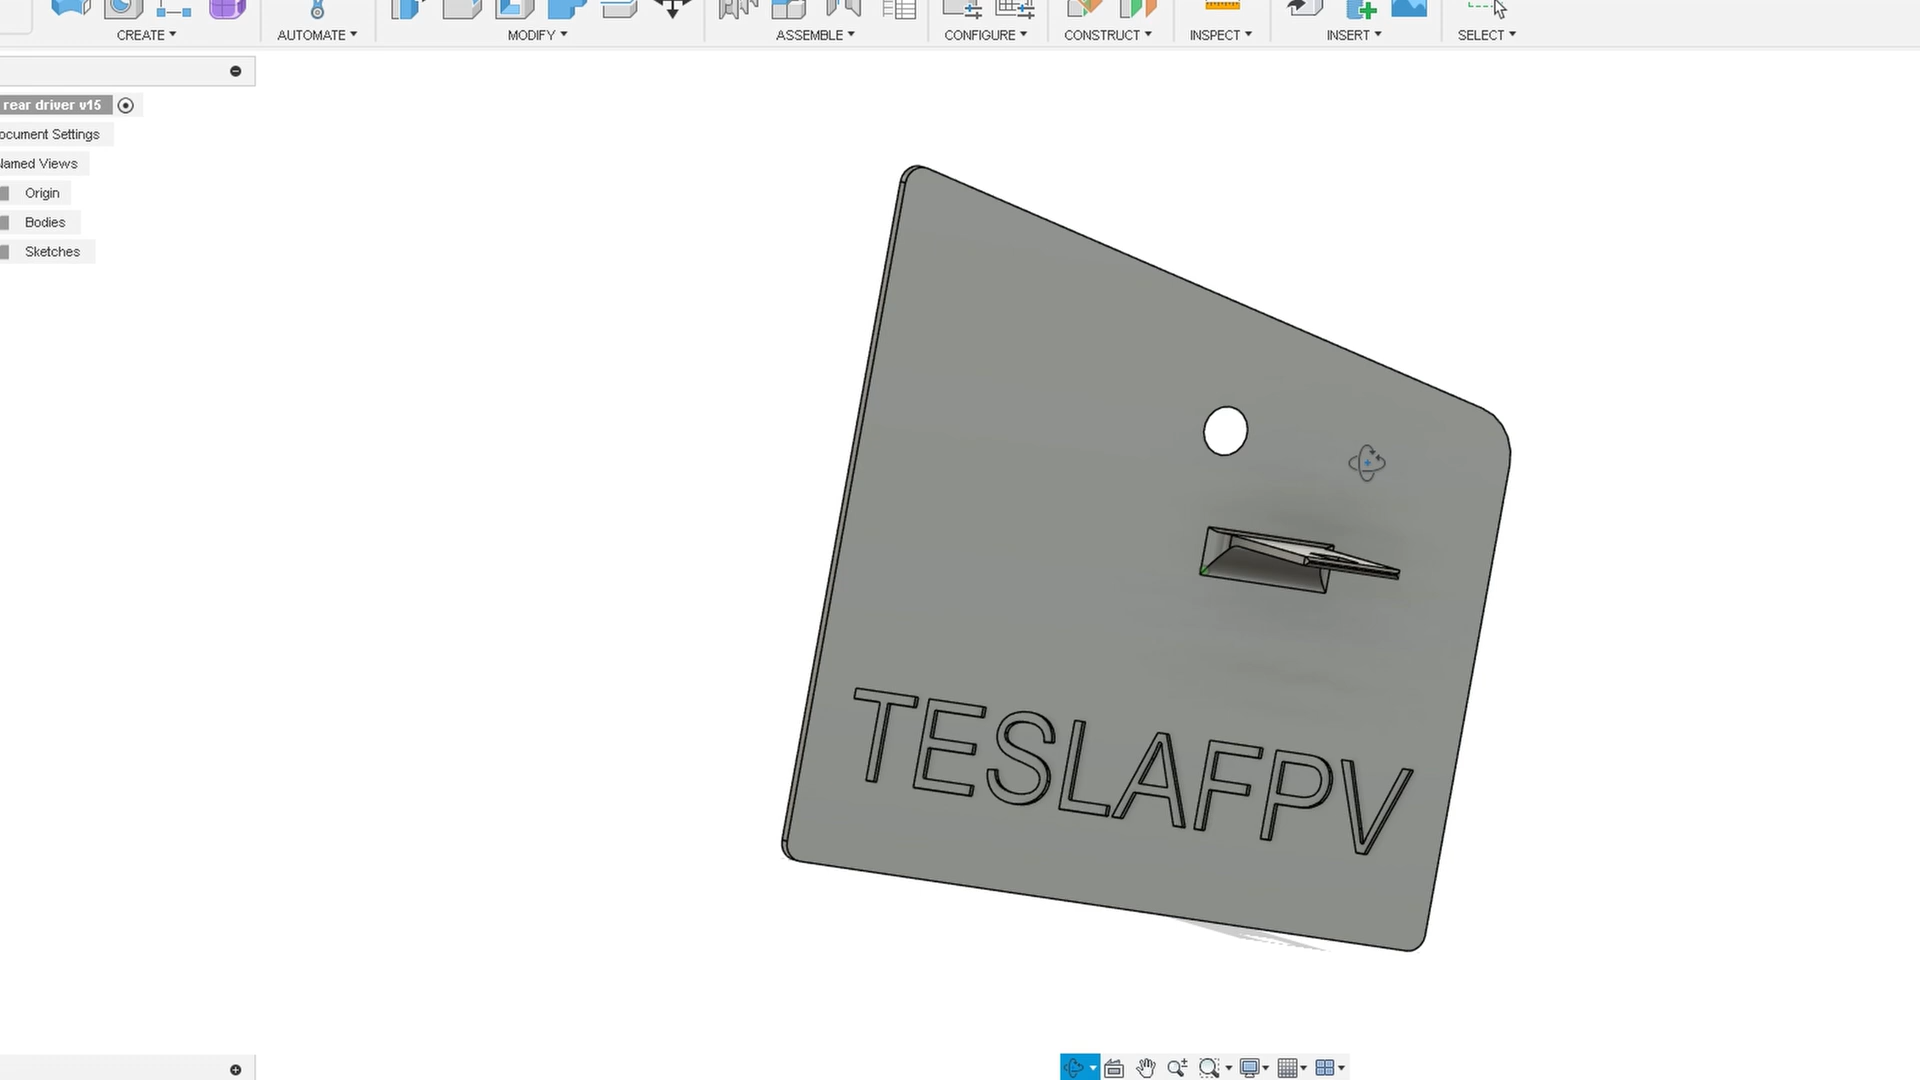 CREATE
AUTOMATE
MODIFY
ASSEMBLE
CONFIGURE
CONSTRUCT
INSPECT
INSERT
SELECT
rear driver v15
ocument Settings
Named Views
Origin
Bodies
Sketches
TESLAFPV